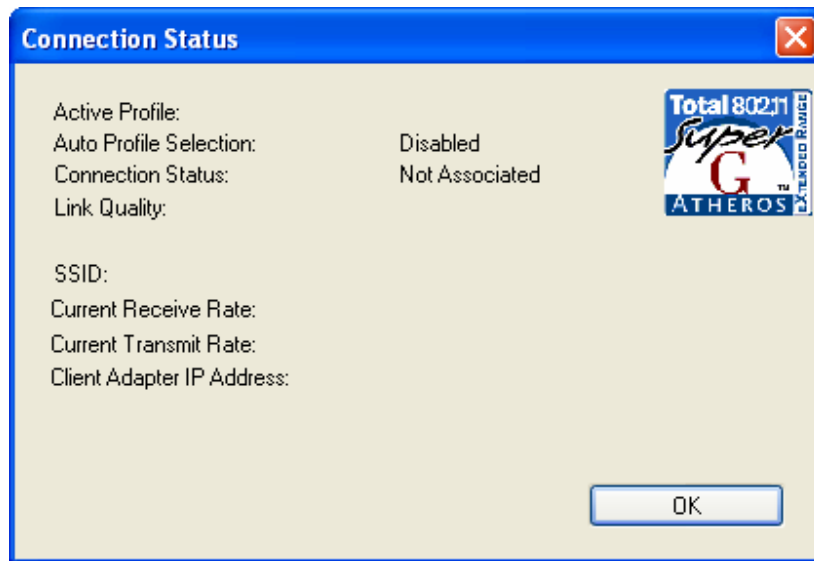 Connection Status
Active Profile:
Auto Profile Selection: Disabled
Connection Status: Not Associated
Link Quality:
SSID:
Current Receive Rate:
Current Transmit Rate:
Client Adapter IP Address:
Total 802.11
Super
G ™
ATHEROS
EXTENDED RANGE
OK